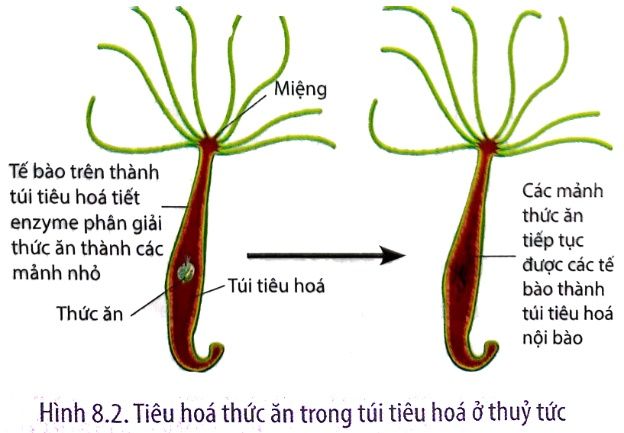 Miệng
Tế bào trên thành
túi tiêu hoá tiết
enzyme phân giải
thức ăn thành các
mảnh nhỏ
Thức ăn
Túi tiêu hoá
Các mảnh
thức ăn
tiếp tục
được các tế
bào thành
túi tiêu hoá
nội bào
Hình 8.2. Tiêu hoá thức ăn trong túi tiêu hoá ở thuỷ tức